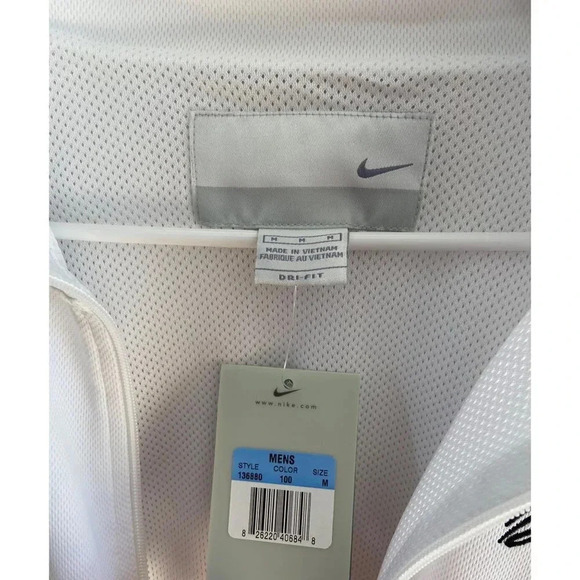 M M M
MADE IN VIETNAM
FABRIQUE AU VIETNAM
DRI-FIT
www.nike.com
MENS
STYLE COLOR SIZE
136880 100 M
8 26220 40684 8